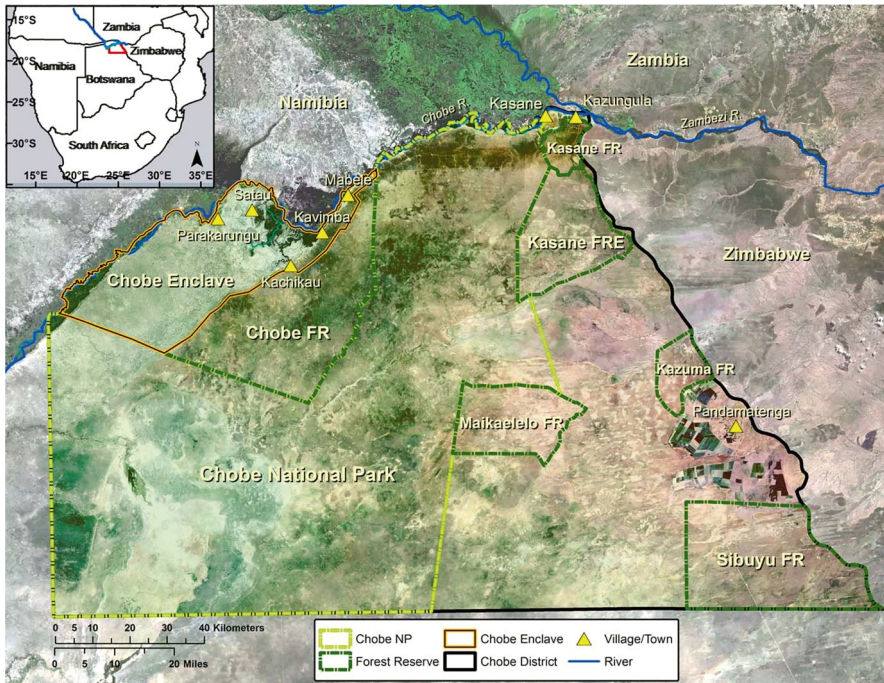 15°S
20°S
25°S
30°S
15°E
20°E
25°E
30°E
35°E
Zambia
Zimbabwe
Namibia
Botswana
South Africa
N
Zambia
Namibia
Chobe R.
Kasane
Kazungula
Zambezi R.
Kasane FR
Mabele
Satau
Parakarungu
Kavimba
Kasane FRE
Zimbabwe
Chobe Enclave
Kachikau
Chobe FR
Kazuma FR
Maikaelelo FR
Pandamatenga
Chobe National Park
Sibuyu FR
0 5 10 20 30 40 Kilometers
0 5 10 20 Miles
Chobe NP
Chobe Enclave
Village/Town
Forest Reserve
Chobe District
River